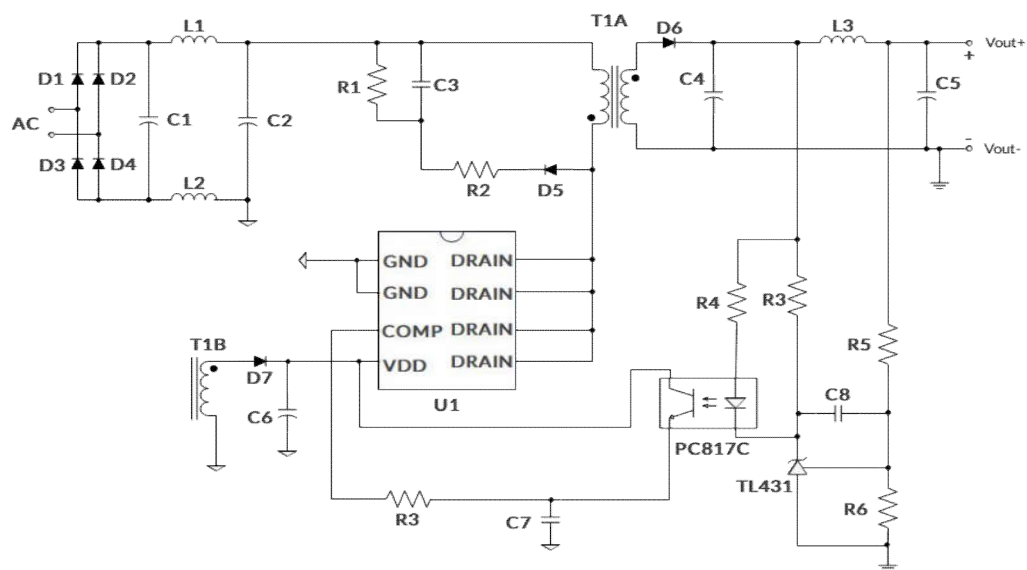 T1A
L1
D6
L3
Vout+
+
D1
D2
R1
C3
C4
C5
AC
C1
C2
-
Vout-
D3
D4
L2
R2
D5
GND DRAIN
GND DRAIN
COMP DRAIN
VDD DRAIN
U1
T1B
D7
C6
R4
R3
R5
C8
PC817C
TL431
R3
C7
R6